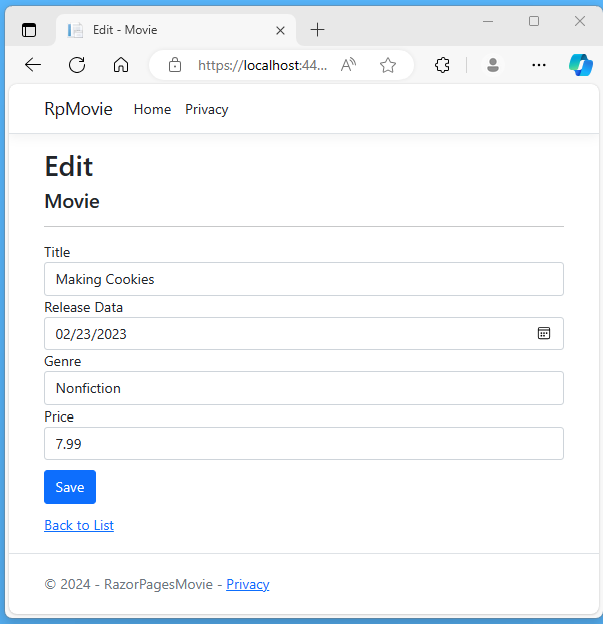 Edit - Movie
https://localhost:44...
RpMovie Home Privacy
Edit
Movie
Title
Making Cookies
Release Data
02/23/2023
Genre
Nonfiction
Price
7.99
Save
Back to List
© 2024 - RazorPagesMovie - Privacy